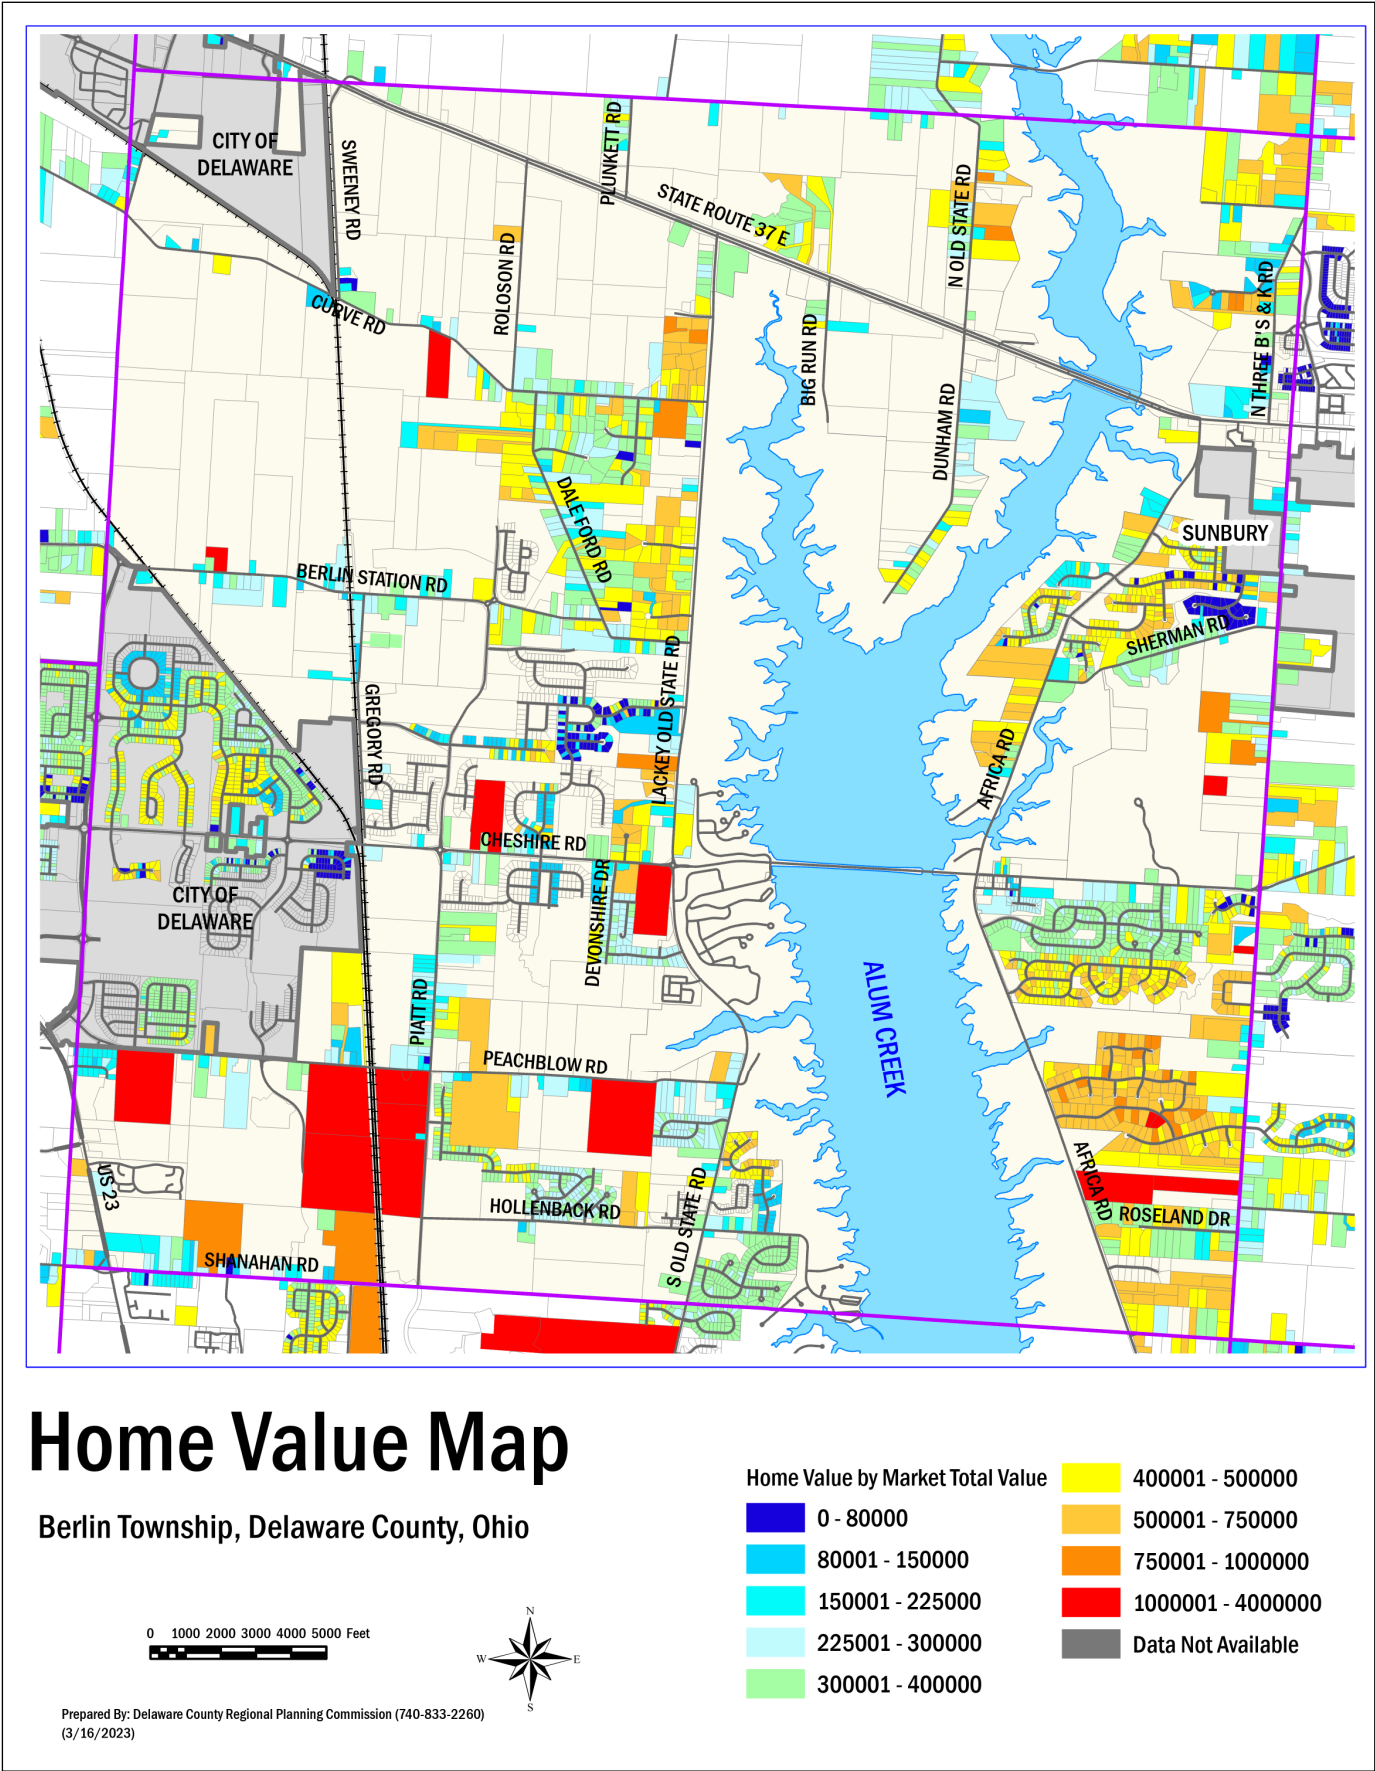 CITY OF
DELAWARE
SWEENEY RD
PLUNKETT RD
STATE ROUTE 37 E
N OLD STATE RD
ROLOSON RD
CURVE RD
BIG RUN RD
N THREE B'S & K RD
DUNHAM RD
DALE FORD RD
SUNBURY
BERLIN STATION RD
SHERMAN RD
LACKEY OLD STATE RD
GREGORY RD
AFRICA RD
CHESHIRE RD
CITY OF
DELAWARE
DEVONSHIRE DR
PIATT RD
ALUM CREEK
PEACHBLOW RD
US 23
AFRICA RD
HOLLENBACK RD
S OLD STATE RD
ROSELAND DR
SHANAHAN RD
Home Value Map
Berlin Township, Delaware County, Ohio
0 1000 2000 3000 4000 5000 Feet
N
W
E
S
Prepared By: Delaware County Regional Planning Commission (740-833-2260)
(3/16/2023)
Home Value by Market Total Value
0 - 80000
80001 - 150000
150001 - 225000
225001 - 300000
300001 - 400000
400001 - 500000
500001 - 750000
750001 - 1000000
1000001 - 4000000
Data Not Available